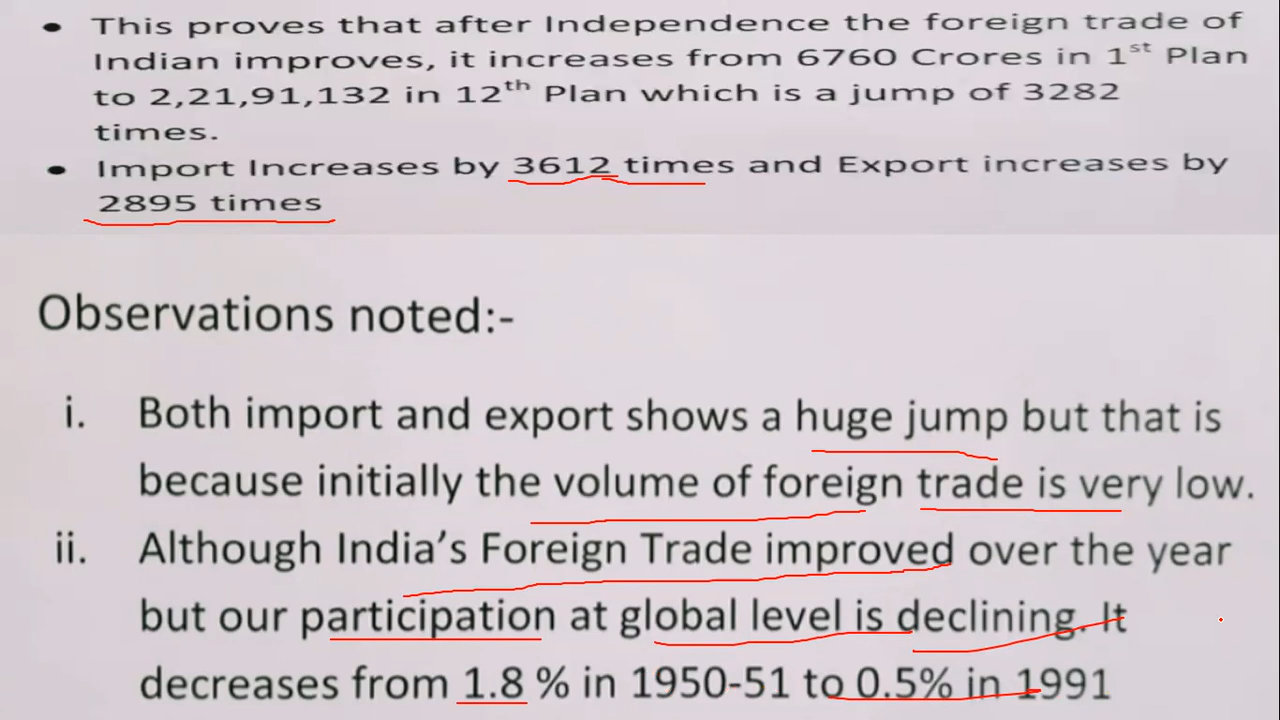 • This proves that after Independence the foreign trade of
Indian improves, it increases from 6760 Crores in 1st Plan
to 2,21,91,132 in 12th Plan which is a jump of 3282
times.
• Import Increases by 3612 times and Export increases by
2895 times
Observations noted:-
i. Both import and export shows a huge jump but that is
because initially the volume of foreign trade is very low.
ii. Although India's Foreign Trade improved over the year
but our participation at global level is declining. It
decreases from 1.8 % in 1950-51 to 0.5% in 1991